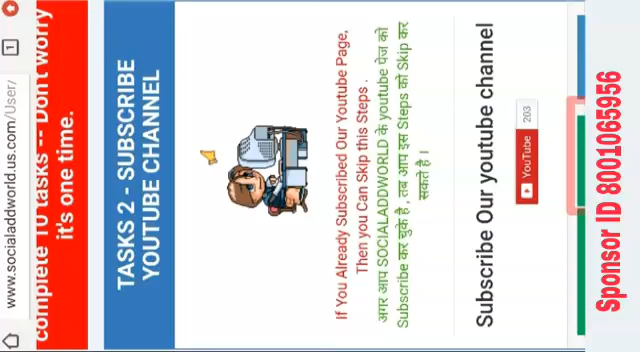 www.socialaddworld.us.com/User/
1
complete 10 tasks -- Don't worry
it's one time.
TASKS 2 - SUBSCRIBE
YOUTUBE CHANNEL
If You Already Subscribed Our Youtube Page,
Then you Can Skip this Steps .
अगर आप SOCIALADDWORLD के youtube पेज को
Subscribe कर चुके है , तब आप इस Steps को Skip कर
सकते है ।
Subscribe Our youtube channel
YouTube 203
Sponsor ID 8001065956